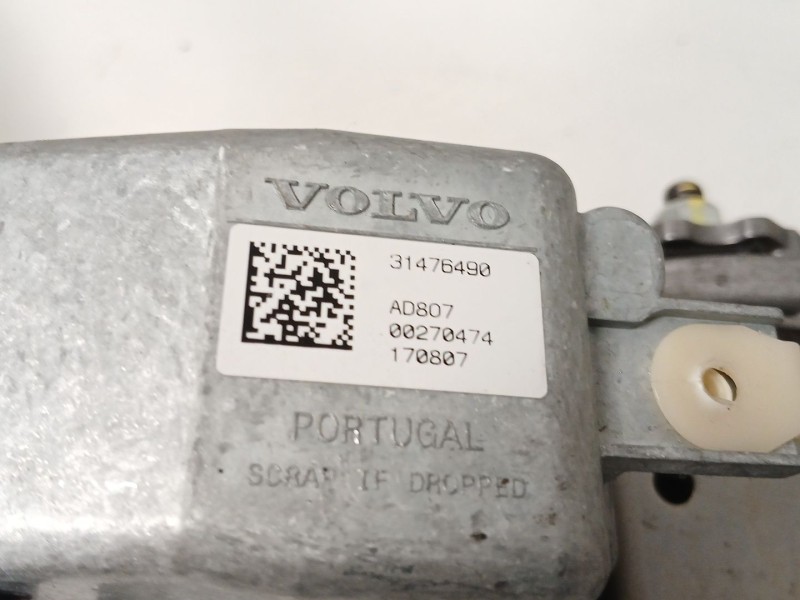 VOLVO
31476490
AD807
00270474
170807
PORTUGAL
SCRAP IF DROPPED